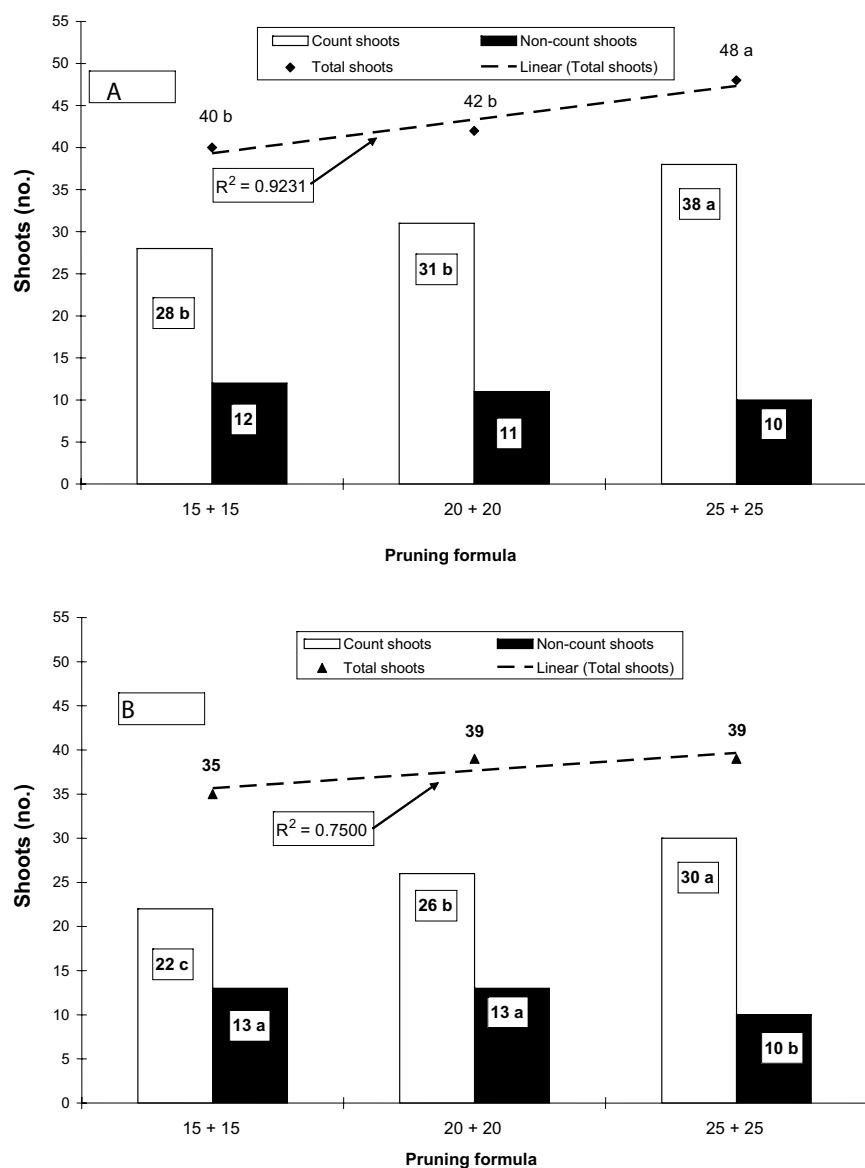 55
50
45
40
35
30
25
20
15
10
5
0
Shoots (no.)
Count shoots Non-count shoots
Total shoots Linear (Total shoots)
A
40 b
42 b
48 a
R² = 0.9231
28 b
12
31 b
11
38 a
10
15 + 15 20 + 20 25 + 25
Pruning formula
55
50
45
40
35
30
25
20
15
10
5
0
Shoots (no.)
Count shoots Non-count shoots
Total shoots Linear (Total shoots)
B
35
39
39
R² = 0.7500
22 c
13 a
26 b
13 a
30 a
10 b
15 + 15 20 + 20 25 + 25
Pruning formula